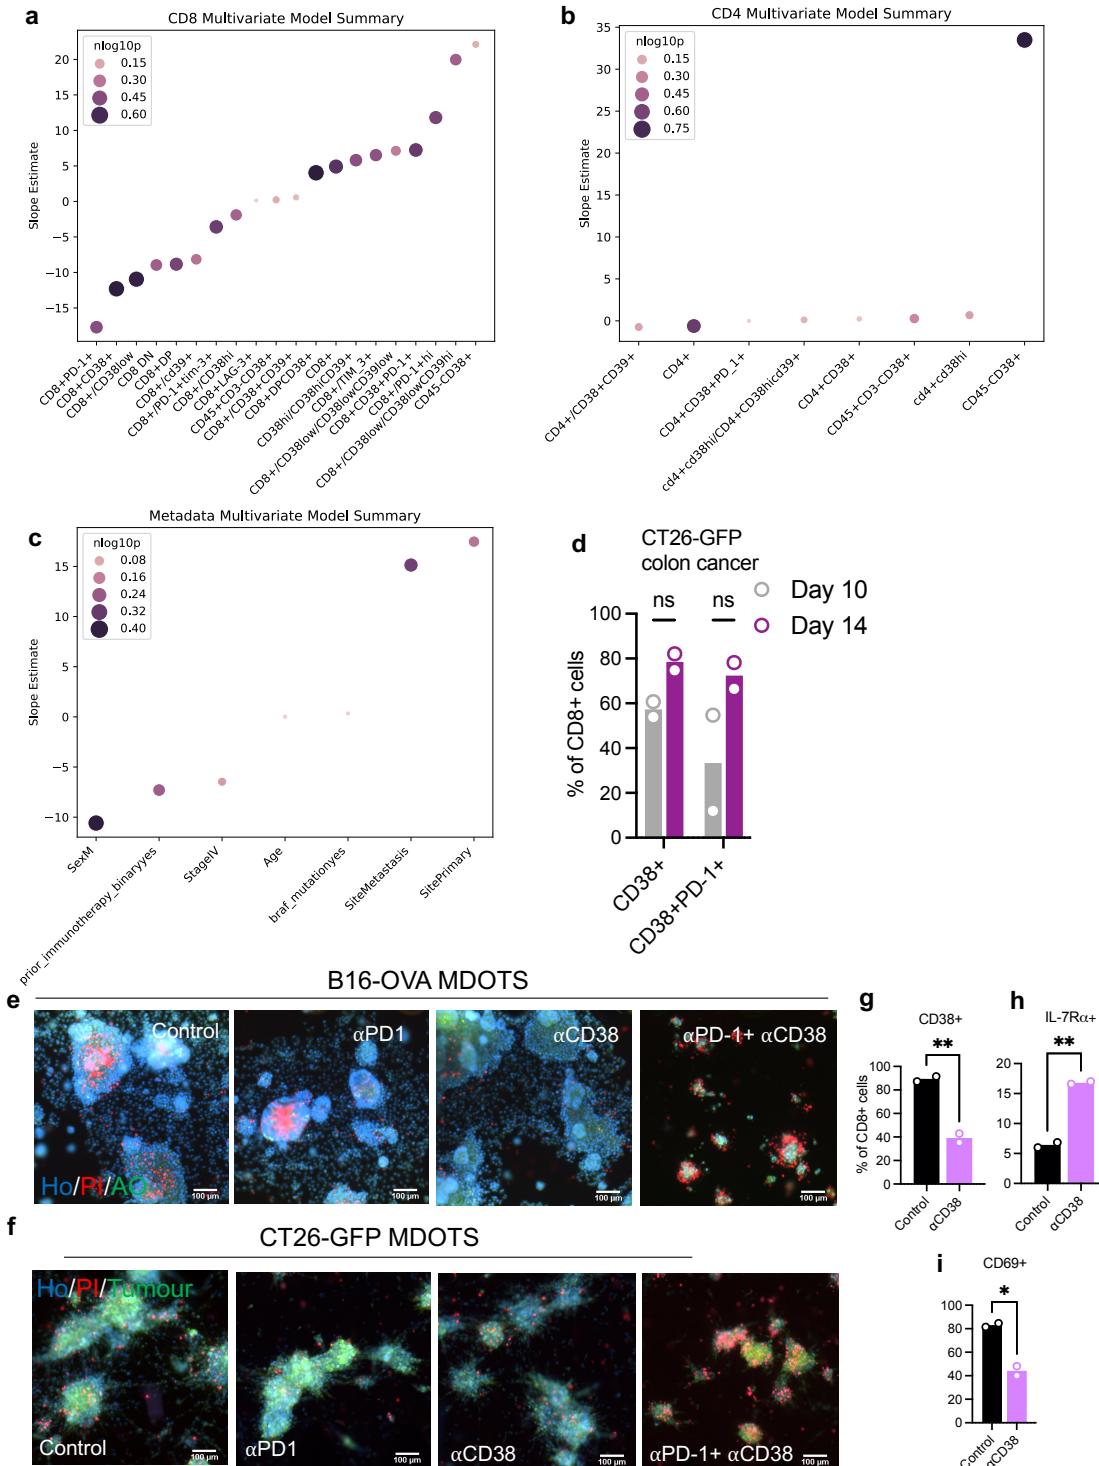 a
CD8 Multivariate Model Summary
nlog10p
0.15
0.30
0.45
0.60
Slope Estimate
20
15
10
5
0
−5
−10
−15
CD8+PD-1+
CD8+CD38+
CD8+/CD38low
CD8 DN
CD8+DP
CD8+/cd39+
CD8+/PD-1+tim-3+
CD8+/CD38hi
CD8+LAG-3+
CD45+CD3-CD38+
CD8+/CD38+CD39+
CD8+DPCD38+
CD8+
CD38hi/CD38hiCD39+
CD8+/TIM_3+
CD8+/CD38low/CD38lowCD39low
CD8+CD38+PD-1+
CD8+/PD-1+hi
CD8+/CD38low/CD38lowCD39hi
CD45-CD38+
b
CD4 Multivariate Model Summary
nlog10p
0.15
0.30
0.45
0.60
0.75
Slope Estimate
35
30
25
20
15
10
5
0
CD4+/CD38+CD39+
CD4+
CD4+CD38+PD_1+
cd4+cd38hi/CD4+CD38hicd39+
CD4+CD38+
CD45+CD3-CD38+
cd4+cd38hi
CD45-CD38+
c
Metadata Multivariate Model Summary
nlog10p
0.08
0.16
0.24
0.32
0.40
Slope Estimate
15
10
5
0
−5
−10
SexM
prior_immunotherapy_binaryyes
StageIV
Age
braf_mutationyes
SiteMetastasis
SitePrimary
d
CT26-GFP
colon cancer
Day 10
Day 14
ns
ns
% of CD8+ cells
100
80
60
40
20
0
CD38+
CD38+PD-1+
B16-OVA MDOTS
e
Control
Ho/PI/AO
100 µm
αPD1
100 µm
αCD38
100 µm
αPD-1+ αCD38
100 µm
f
CT26-GFP MDOTS
Ho/PI/Tumour
Control
100 µm
αPD1
100 µm
αCD38
100 µm
αPD-1+ αCD38
100 µm
g
CD38+
**
% of CD8+ cells
100
80
60
40
20
0
Control
αCD38
h
IL-7Rα+
**
20
15
10
5
0
Control
αCD38
i
CD69+
*
100
80
60
40
20
0
Control
αCD38